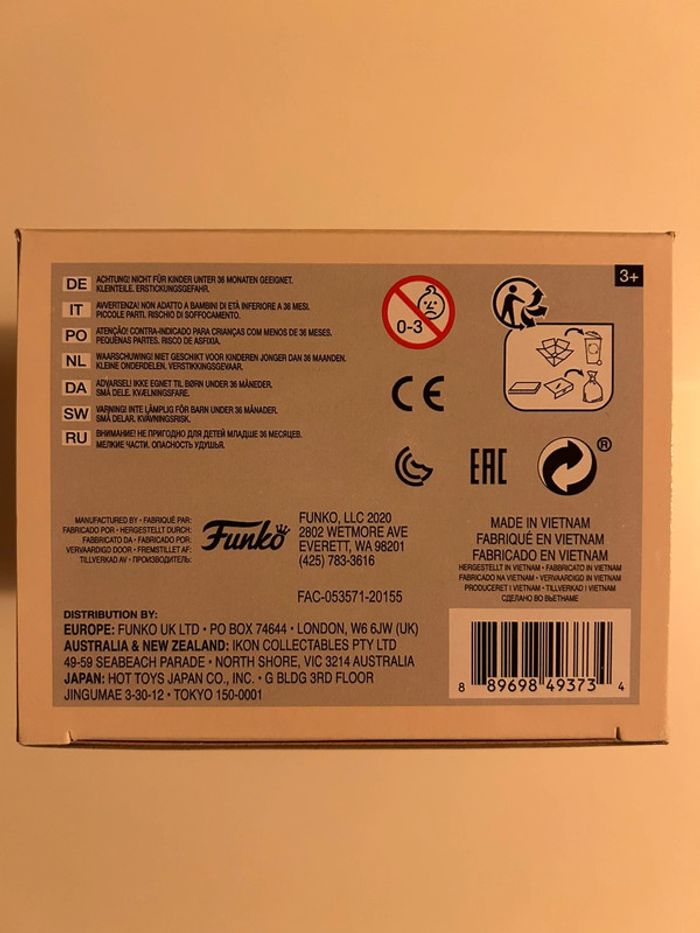 3+
DE ACHTUNG! NICHT FÜR KINDER UNTER 36 MONATEN GEEIGNET.
KLEINTEILE. ERSTICKUNGSGEFAHR.
IT AVVERTENZA! NON ADATTO A BAMBINI DI ETÀ INFERIORE A 36 MESI.
PICCOLE PARTI. RISCHIO DI SOFFOCAMENTO.
PO ATENÇÃO! CONTRA-INDICADO PARA CRIANÇAS COM MENOS DE 36 MESES.
PEQUENAS PARTES. RISCO DE ASFIXIA.
NL WAARSCHUWING! NIET GESCHIKT VOOR KINDEREN JONGER DAN 36 MAANDEN.
KLEINE ONDERDELEN. VERSTIKKINGSGEVAAR.
DA ADVARSEL! IKKE EGNET TIL BØRN UNDER 36 MÅNEDER.
SMÅ DELE. KVÆLNINGSFARE.
SW VARNING! INTE LÄMPLIG FÖR BARN UNDER 36 MÅNADER.
SMÅ DELAR. KVÄVNINGSRISK.
RU ВНИМАНИЕ! НЕ ПРИГОДНО ДЛЯ ДЕТЕЙ МЛАДШЕ 36 МЕСЯЦЕВ.
МЕЛКИЕ ЧАСТИ. ОПАСНОСТЬ УДУШЬЯ.
0-3
CE
EAC
®
MANUFACTURED BY • FABRIQUÉ PAR:
FABRICADO POR • HERGESTELLT DURCH:
FABBRICATO DA • FABRICADO POR:
VERVAARDIGD DOOR • FREMSTILLET AF:
TILLVERKAD AV • ПРОИЗВОДИТЕЛЬ:
Funko
FUNKO, LLC 2020
2802 WETMORE AVE
EVERETT, WA 98201
(425) 783-3616
FAC-053571-20155
MADE IN VIETNAM
FABRIQUÉ EN VIETNAM
FABRICADO EN VIETNAM
HERGESTELLT IN VIETNAM • FABBRICATO IN VIETNAM
FABRICADO NA VIETNAM • VERVAARDIGD IN VIETNAM
PRODUCERET I VIETNAM • TILLVERKAD I VIETNAM
СДЕЛАНО ВО ВЬЕТНАМЕ
DISTRIBUTION BY:
EUROPE: FUNKO UK LTD • PO BOX 74644 • LONDON, W6 6JW (UK)
AUSTRALIA & NEW ZEALAND: IKON COLLECTABLES PTY LTD
49-59 SEABEACH PARADE • NORTH SHORE, VIC 3214 AUSTRALIA
JAPAN: HOT TOYS JAPAN CO., INC. • G BLDG 3RD FLOOR
JINGUMAE 3-30-12 • TOKYO 150-0001
8 89698 49373 4